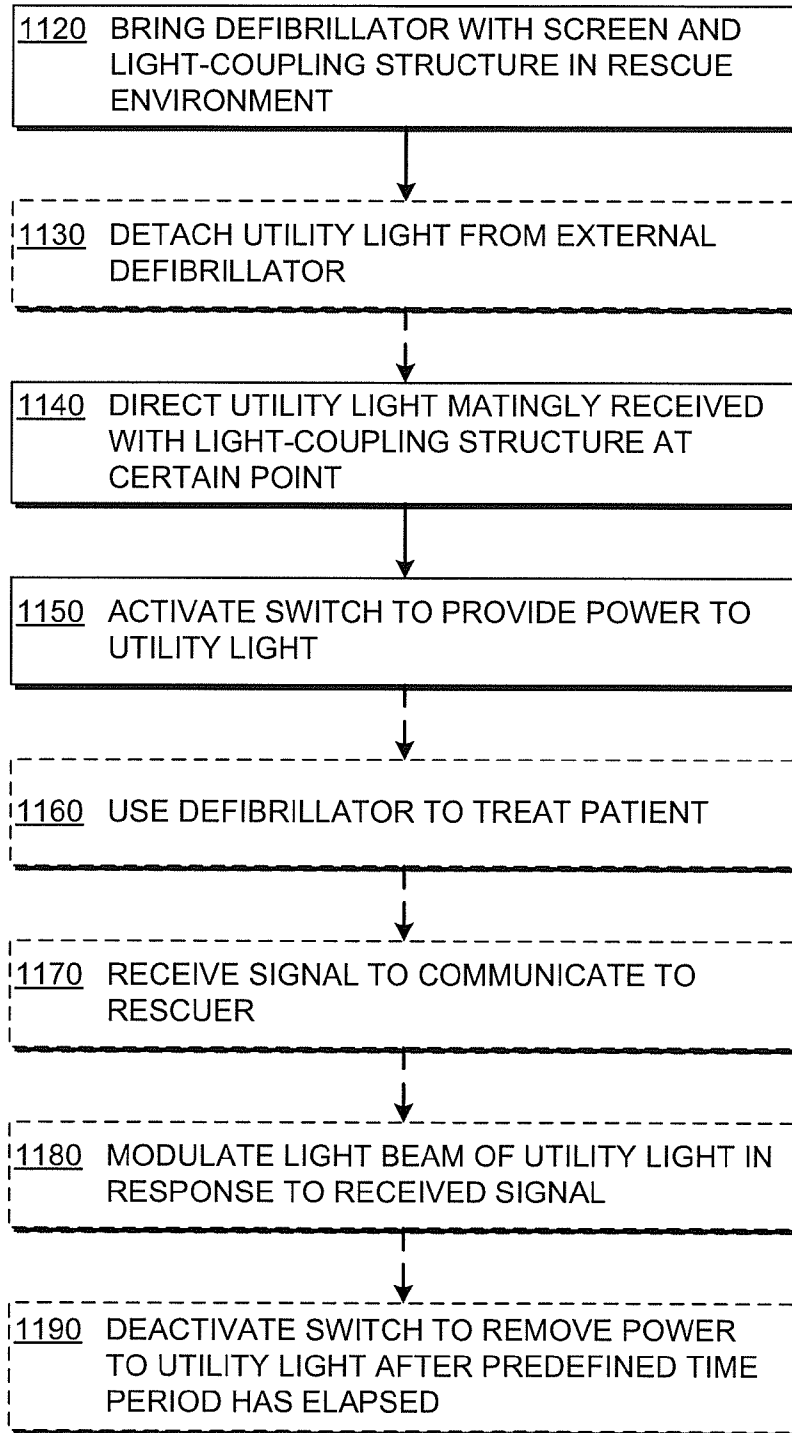 1120 BRING DEFIBRILLATOR WITH SCREEN AND
LIGHT-COUPLING STRUCTURE IN RESCUE
ENVIRONMENT
1130 DETACH UTILITY LIGHT FROM EXTERNAL
DEFIBRILLATOR
1140 DIRECT UTILITY LIGHT MATINGLY RECEIVED
WITH LIGHT-COUPLING STRUCTURE AT
CERTAIN POINT
1150 ACTIVATE SWITCH TO PROVIDE POWER TO
UTILITY LIGHT
1160 USE DEFIBRILLATOR TO TREAT PATIENT
1170 RECEIVE SIGNAL TO COMMUNICATE TO
RESCUER
1180 MODULATE LIGHT BEAM OF UTILITY LIGHT IN
RESPONSE TO RECEIVED SIGNAL
1190 DEACTIVATE SWITCH TO REMOVE POWER
TO UTILITY LIGHT AFTER PREDEFINED TIME
PERIOD HAS ELAPSED